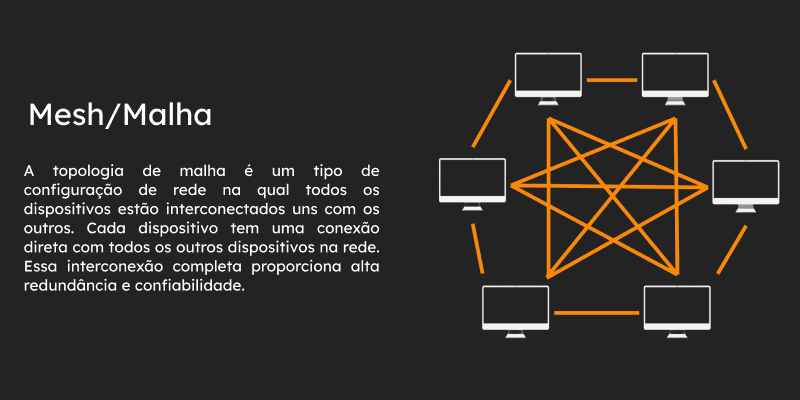 Mesh/Malha
A topologia de malha é um tipo de
configuração de rede na qual todos os
dispositivos estão interconectados uns com os
outros. Cada dispositivo tem uma conexão
direta com todos os outros dispositivos na rede.
Essa interconexão completa proporciona alta
redundância e confiabilidade.